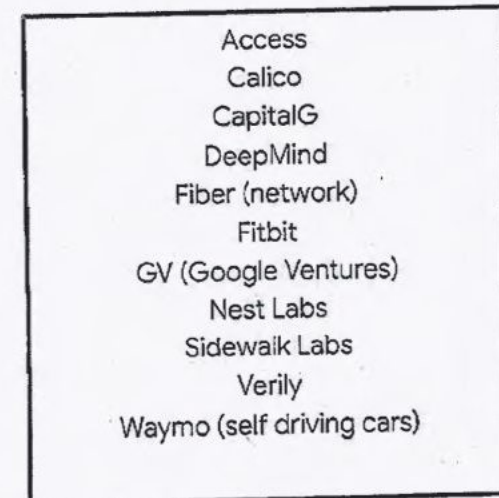 Access
Calico
CapitalG
DeepMind
Fiber (network)
Fitbit
GV (Google Ventures)
Nest Labs
Sidewalk Labs
Verily
Waymo (self driving cars)